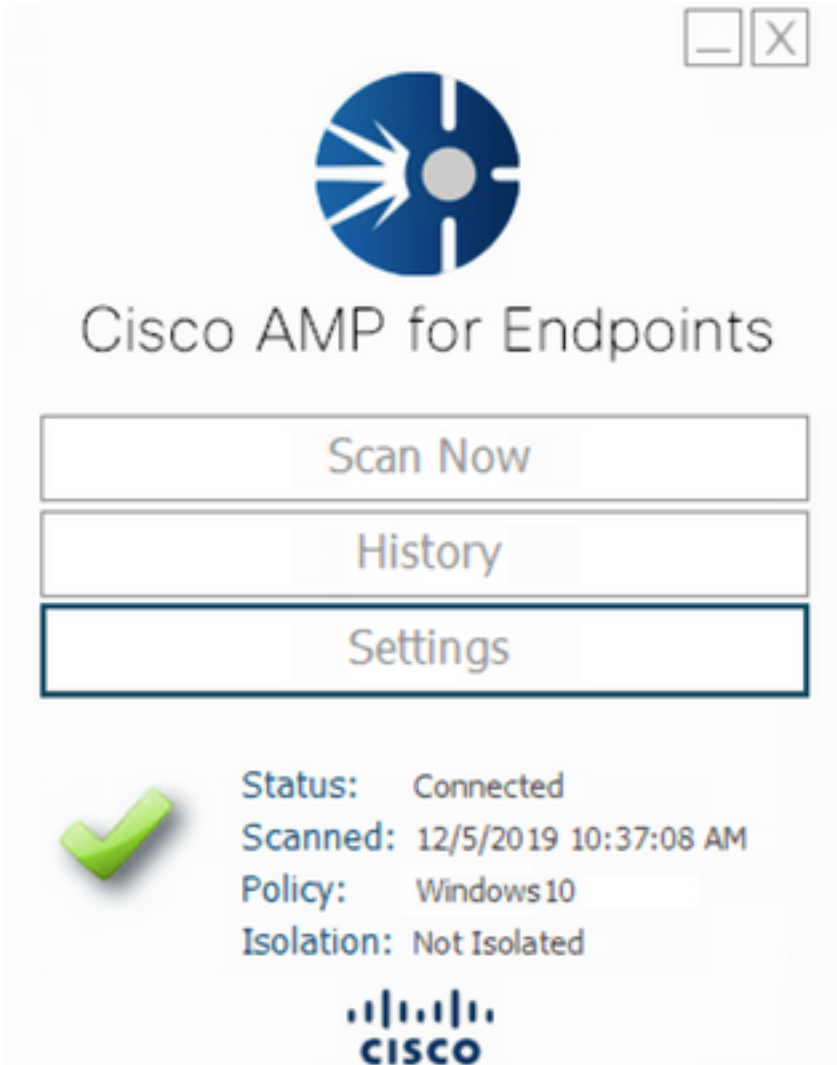 _ X
Cisco AMP for Endpoints
Scan Now
History
Settings
Status: Connected
Scanned: 12/5/2019 10:37:08 AM
Policy: Windows10
Isolation: Not Isolated
CISCO